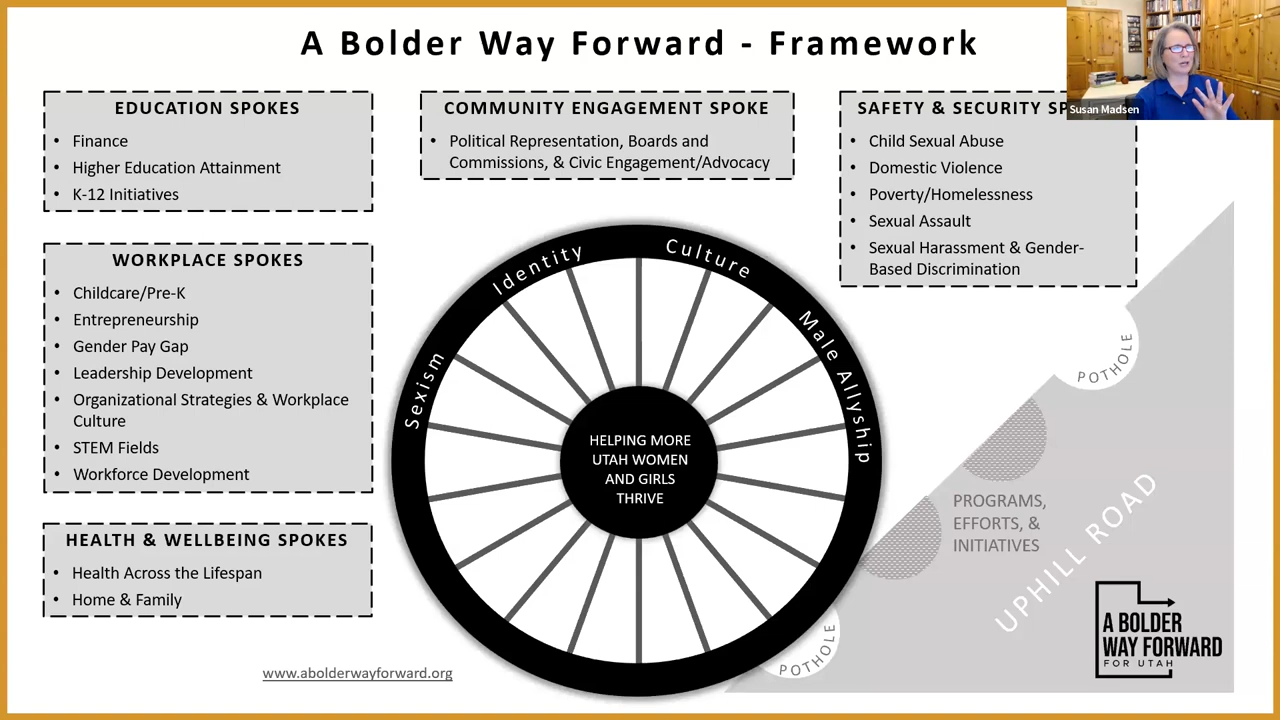 A Bolder Way Forward - Framework
Susan Madsen
EDUCATION SPOKES
• Finance
• Higher Education Attainment
• K-12 Initiatives
COMMUNITY ENGAGEMENT SPOKE
• Political Representation, Boards and
Commissions, & Civic Engagement/Advocacy
SAFETY & SECURITY SP
• Child Sexual Abuse
• Domestic Violence
• Poverty/Homelessness
• Sexual Assault
• Sexual Harassment & Gender-
Based Discrimination
WORKPLACE SPOKES
• Childcare/Pre-K
• Entrepreneurship
• Gender Pay Gap
• Leadership Development
• Organizational Strategies & Workplace
Culture
• STEM Fields
• Workforce Development
HEALTH & WELLBEING SPOKES
• Health Across the Lifespan
• Home & Family
Sexism
Identity
Culture
Male Allyship
HELPING MORE
UTAH WOMEN
AND GIRLS
THRIVE
POTHOLE
PROGRAMS,
EFFORTS, &
INITIATIVES
UPHILL ROAD
POTHOLE
www.abolderwayforward.org
A BOLDER
WAY FORWARD
FOR UTAH